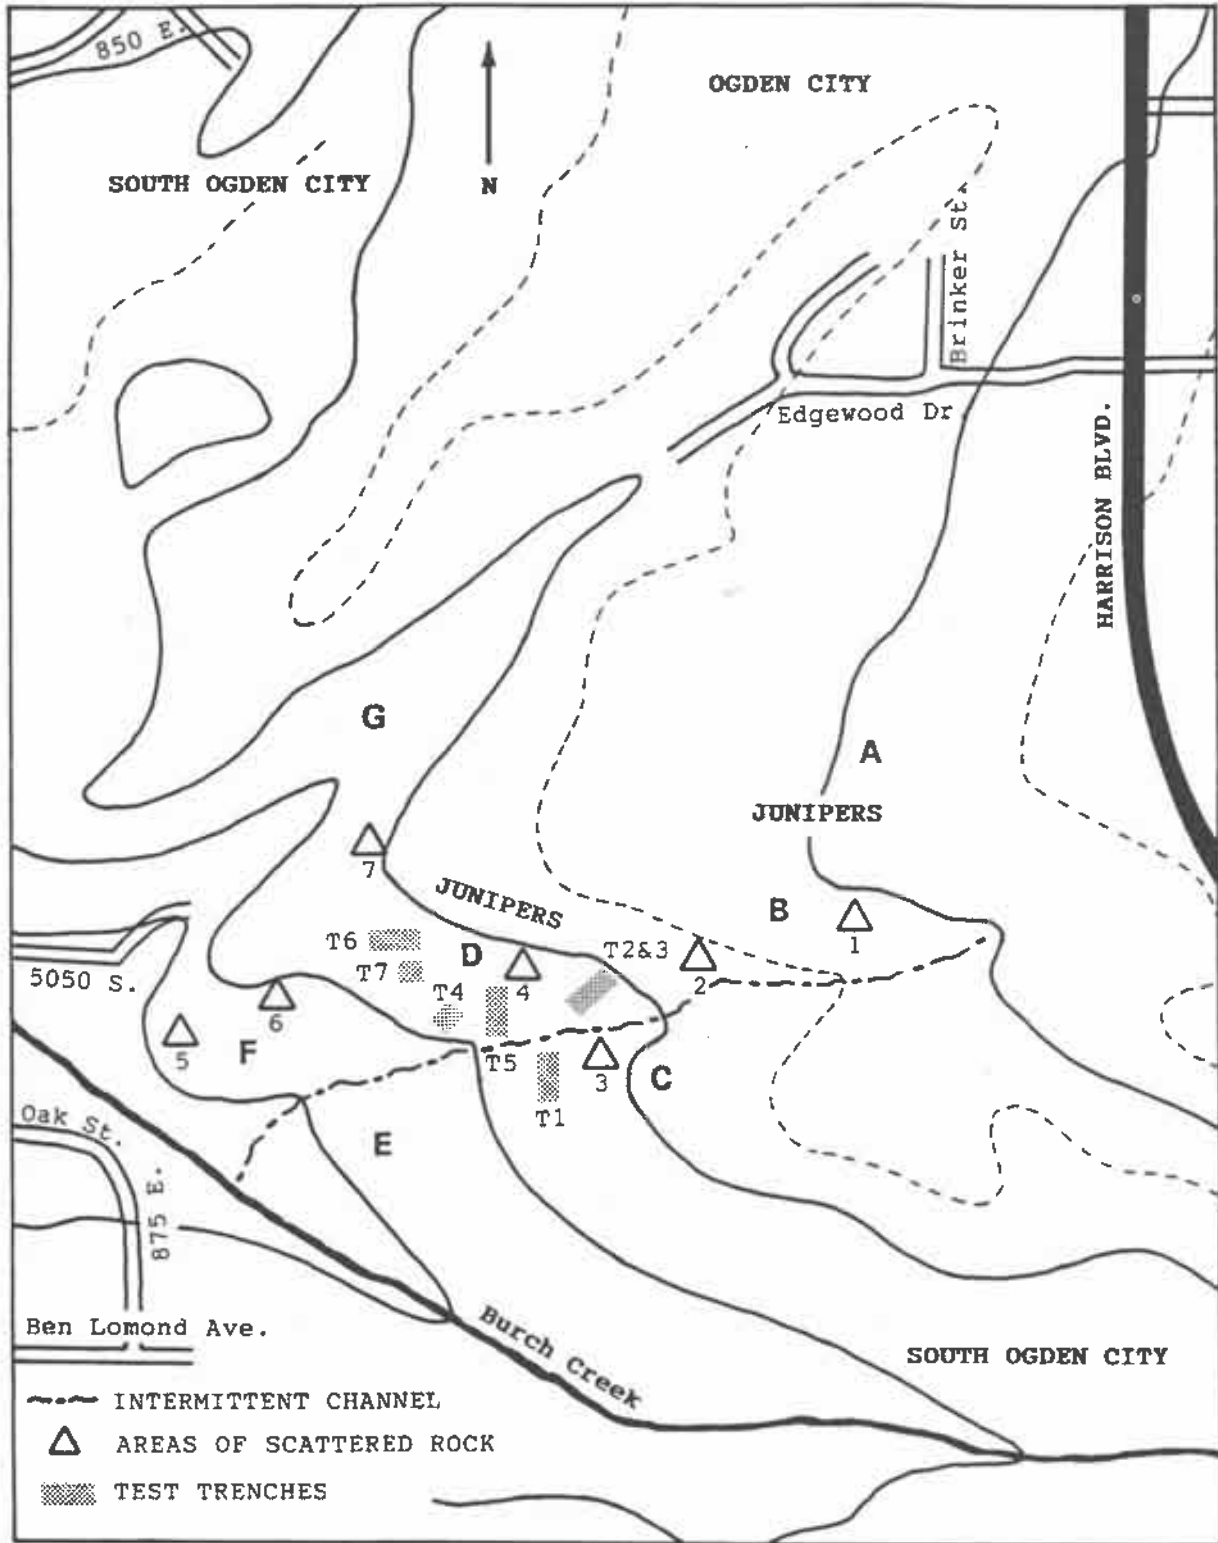 850 E.
OGDEN CITY
SOUTH OGDEN CITY
N
Brinker St.
Edgewood Dr
HARRISON BLVD.
G
A
JUNIPERS
7
JUNIPERS
B
1
T6
D
T2&3
5050 S.
T7
4
2
T4
6
5
F
T5
3
C
T1
Oak St.
E
875 E.
Ben Lomond Ave.
Burch Creek
SOUTH OGDEN CITY
INTERMITTENT CHANNEL
AREAS OF SCATTERED ROCK
TEST TRENCHES